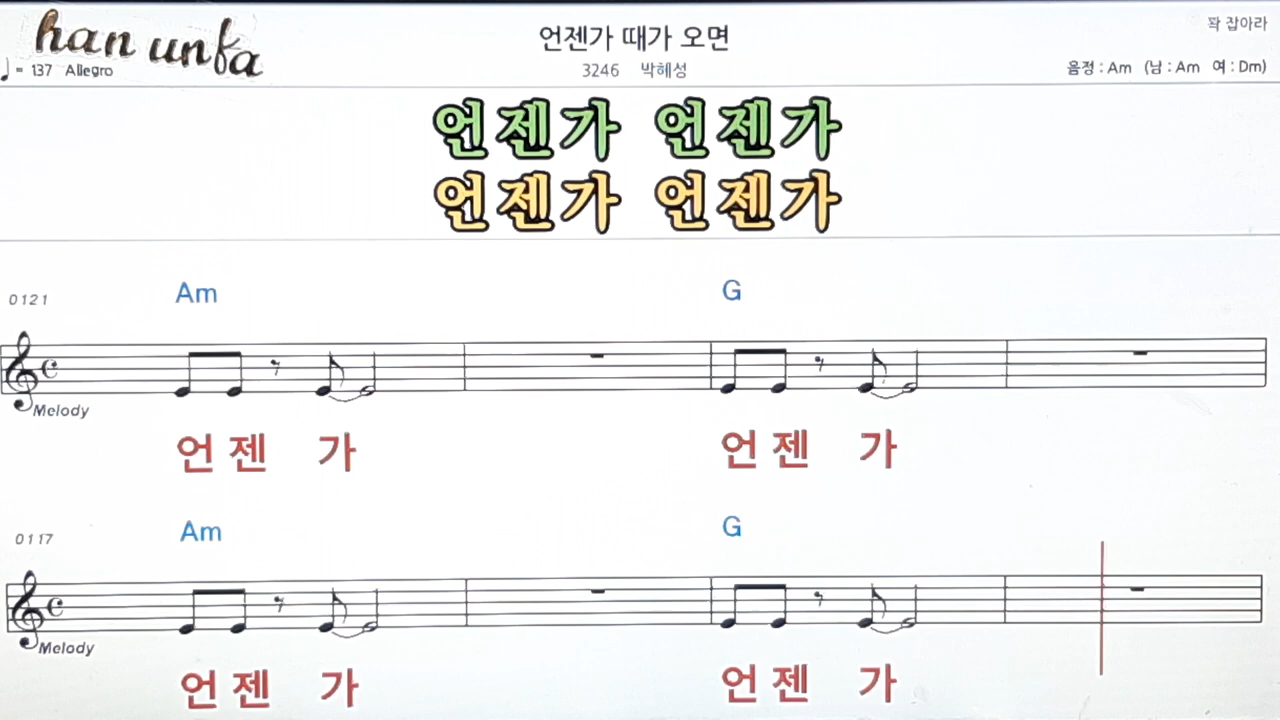 han unfa
언젠가 때가 오면
꽉 잡아라
♩= 137 Allegro
3246 박혜성
음정 : Am (남 : Am 여 : Dm)
언젠가 언젠가
언젠가 언젠가
0121
Am G
Melody
언젠 가 언젠 가
0117
Am G
Melody
언젠 가 언젠 가